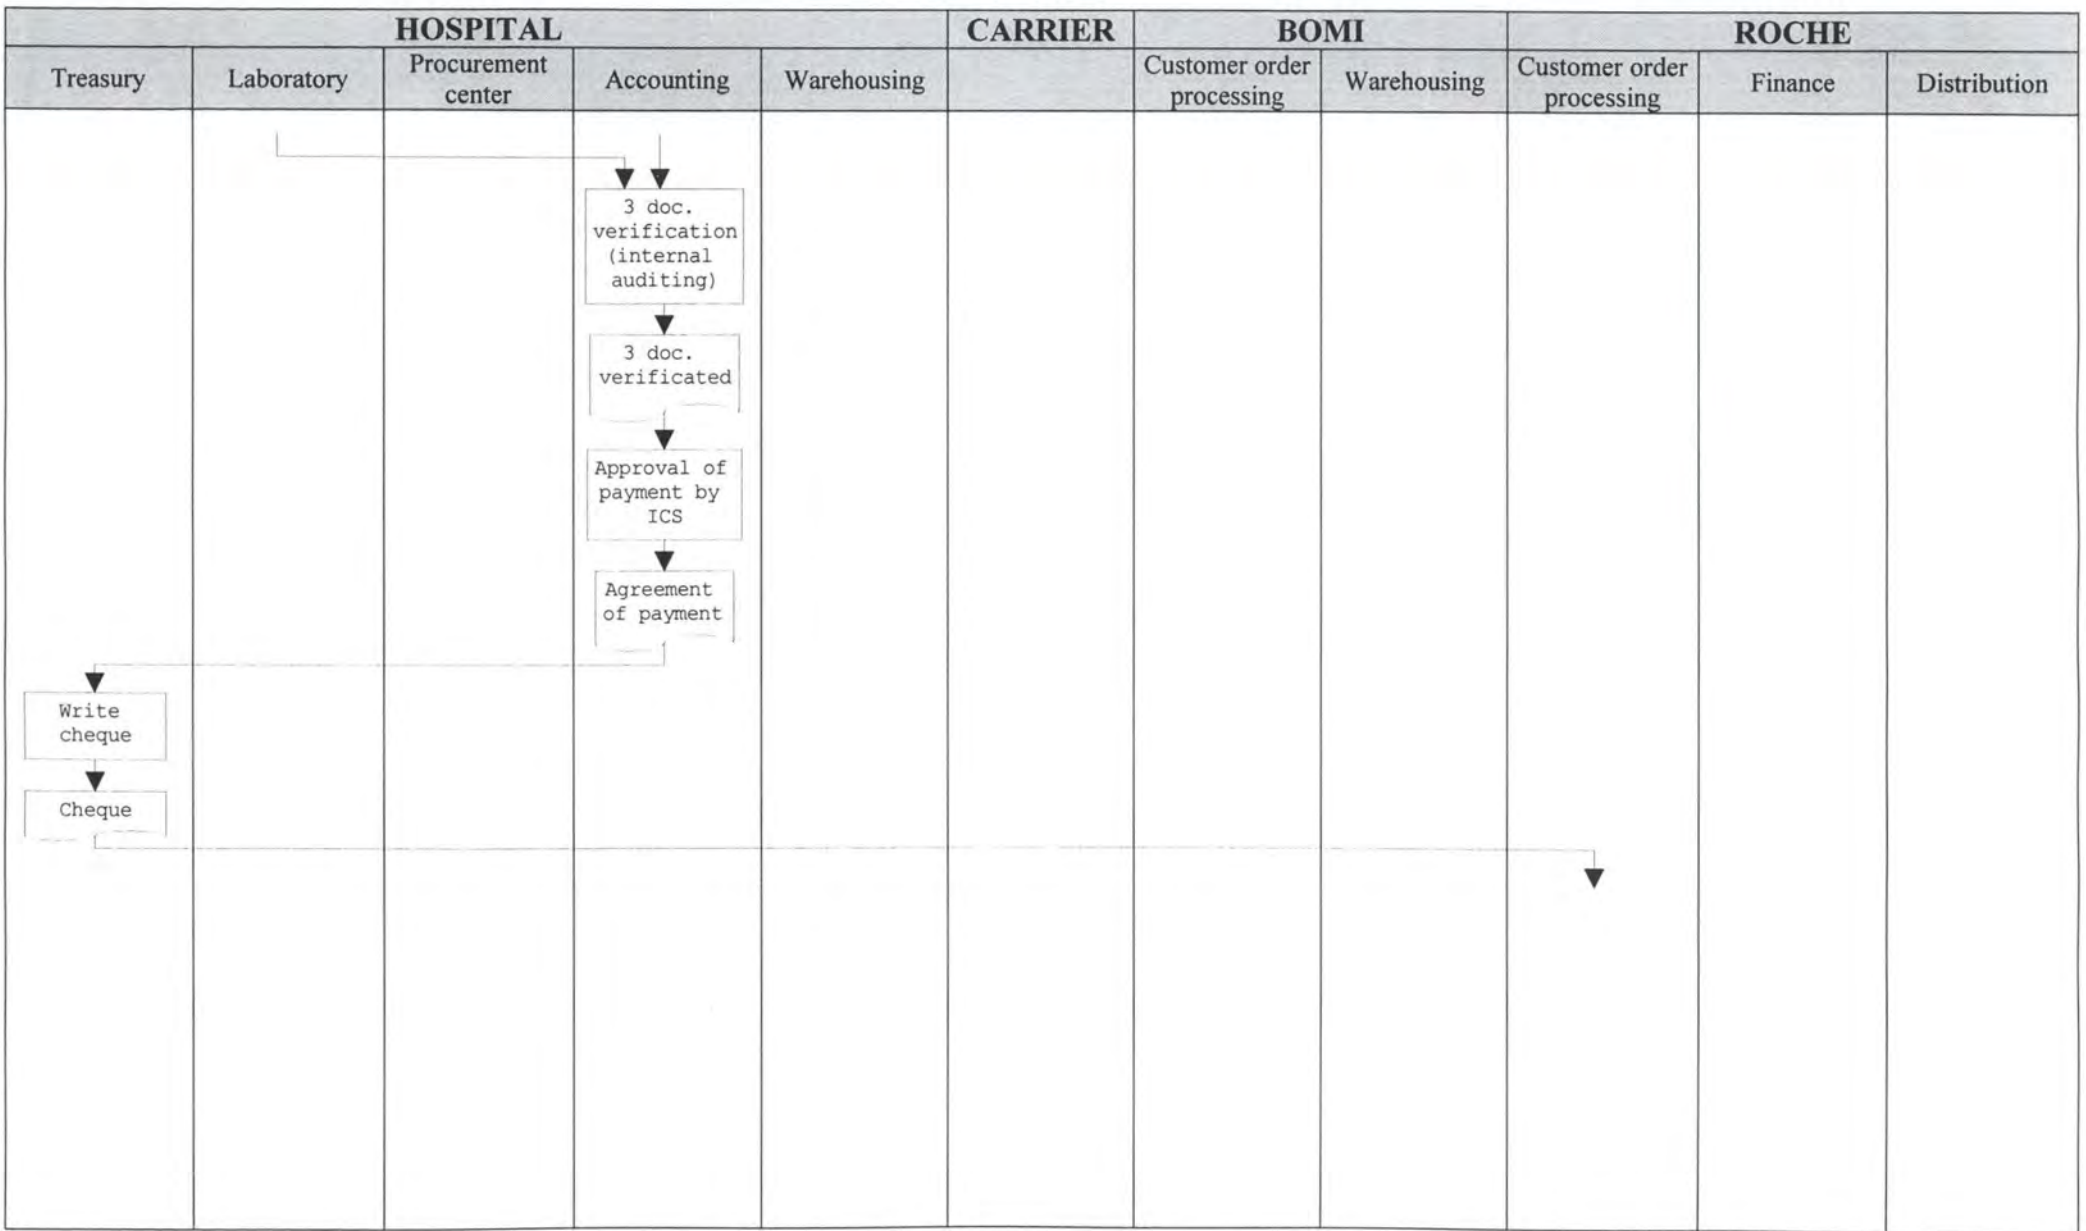 HOSPITAL
CARRIER
BOMI
ROCHE
Treasury
Laboratory
Procurement
center
Accounting
Warehousing
Customer order
processing
Warehousing
Customer order
processing
Finance
Distribution
3 doc.
verification
(internal
auditing)
3 doc.
verificated
Approval of
payment by
ICS
Agreement
of payment
Write
cheque
Cheque